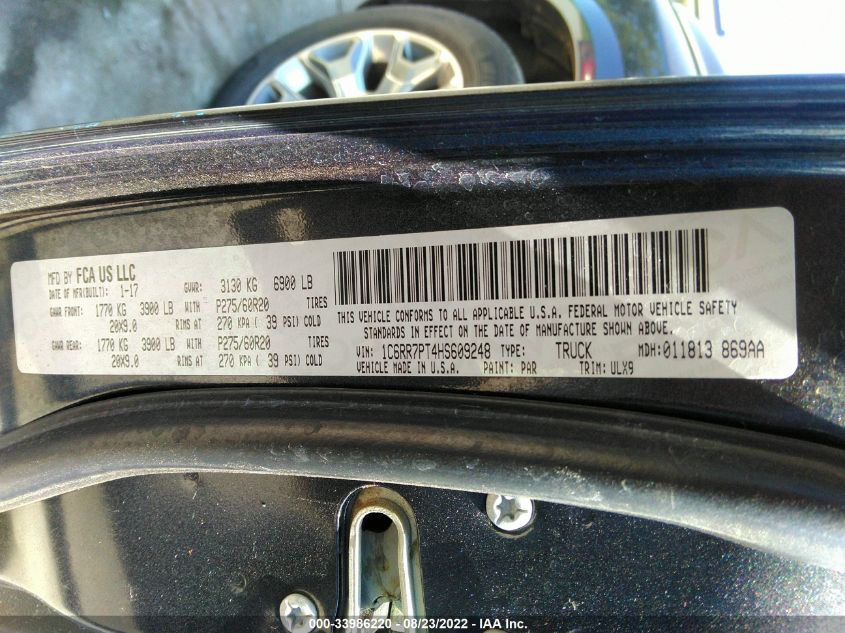 MFD BY FCA US LLC
DATE OF MFR(BUILT): 1-17 GVWR: 3130 KG 6900 LB
GAWR FRONT: 1770 KG 3900 LB WITH P275/60R20 TIRES
20X9.0 RIMS AT 270 KPA ( 39 PSI) COLD
GAWR REAR: 1770 KG 3900 LB WITH P275/60R20 TIRES
20X9.0 RIMS AT 270 KPA ( 39 PSI) COLD
THIS VEHICLE CONFORMS TO ALL APPLICABLE U.S.A. FEDERAL MOTOR VEHICLE SAFETY
STANDARDS IN EFFECT ON THE DATE OF MANUFACTURE SHOWN ABOVE.
VIN: 1C6RR7PT4HS609248 TYPE: TRUCK MDH:011813 869AA
VEHICLE MADE IN U.S.A. PAINT: PAR TRIM: ULX9
000-33986220 - 08/23/2022 - IAA Inc.